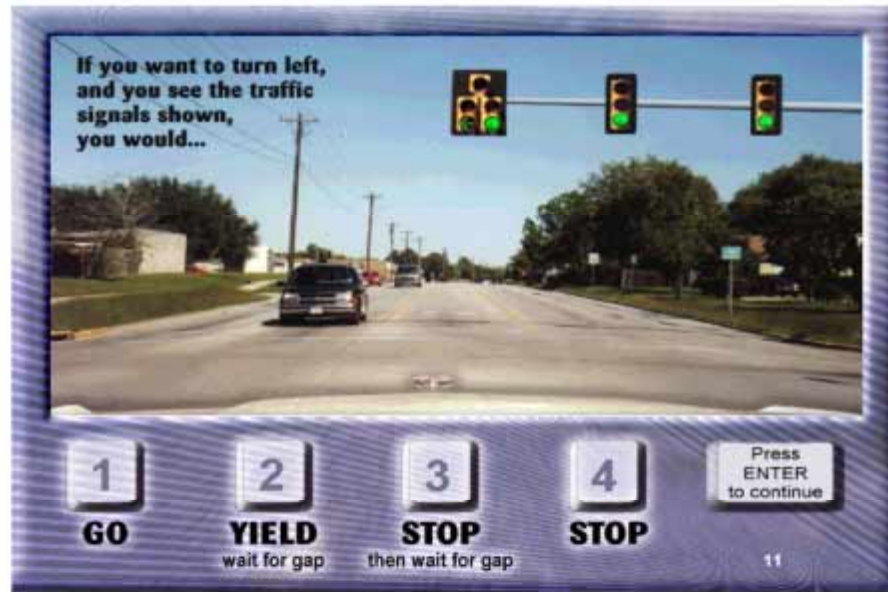 If you want to turn left,
and you see the traffic
signals shown,
you would...
1
GO
2
YIELD
wait for gap
3
STOP
then wait for gap
4
STOP
Press
ENTER
to continue
11